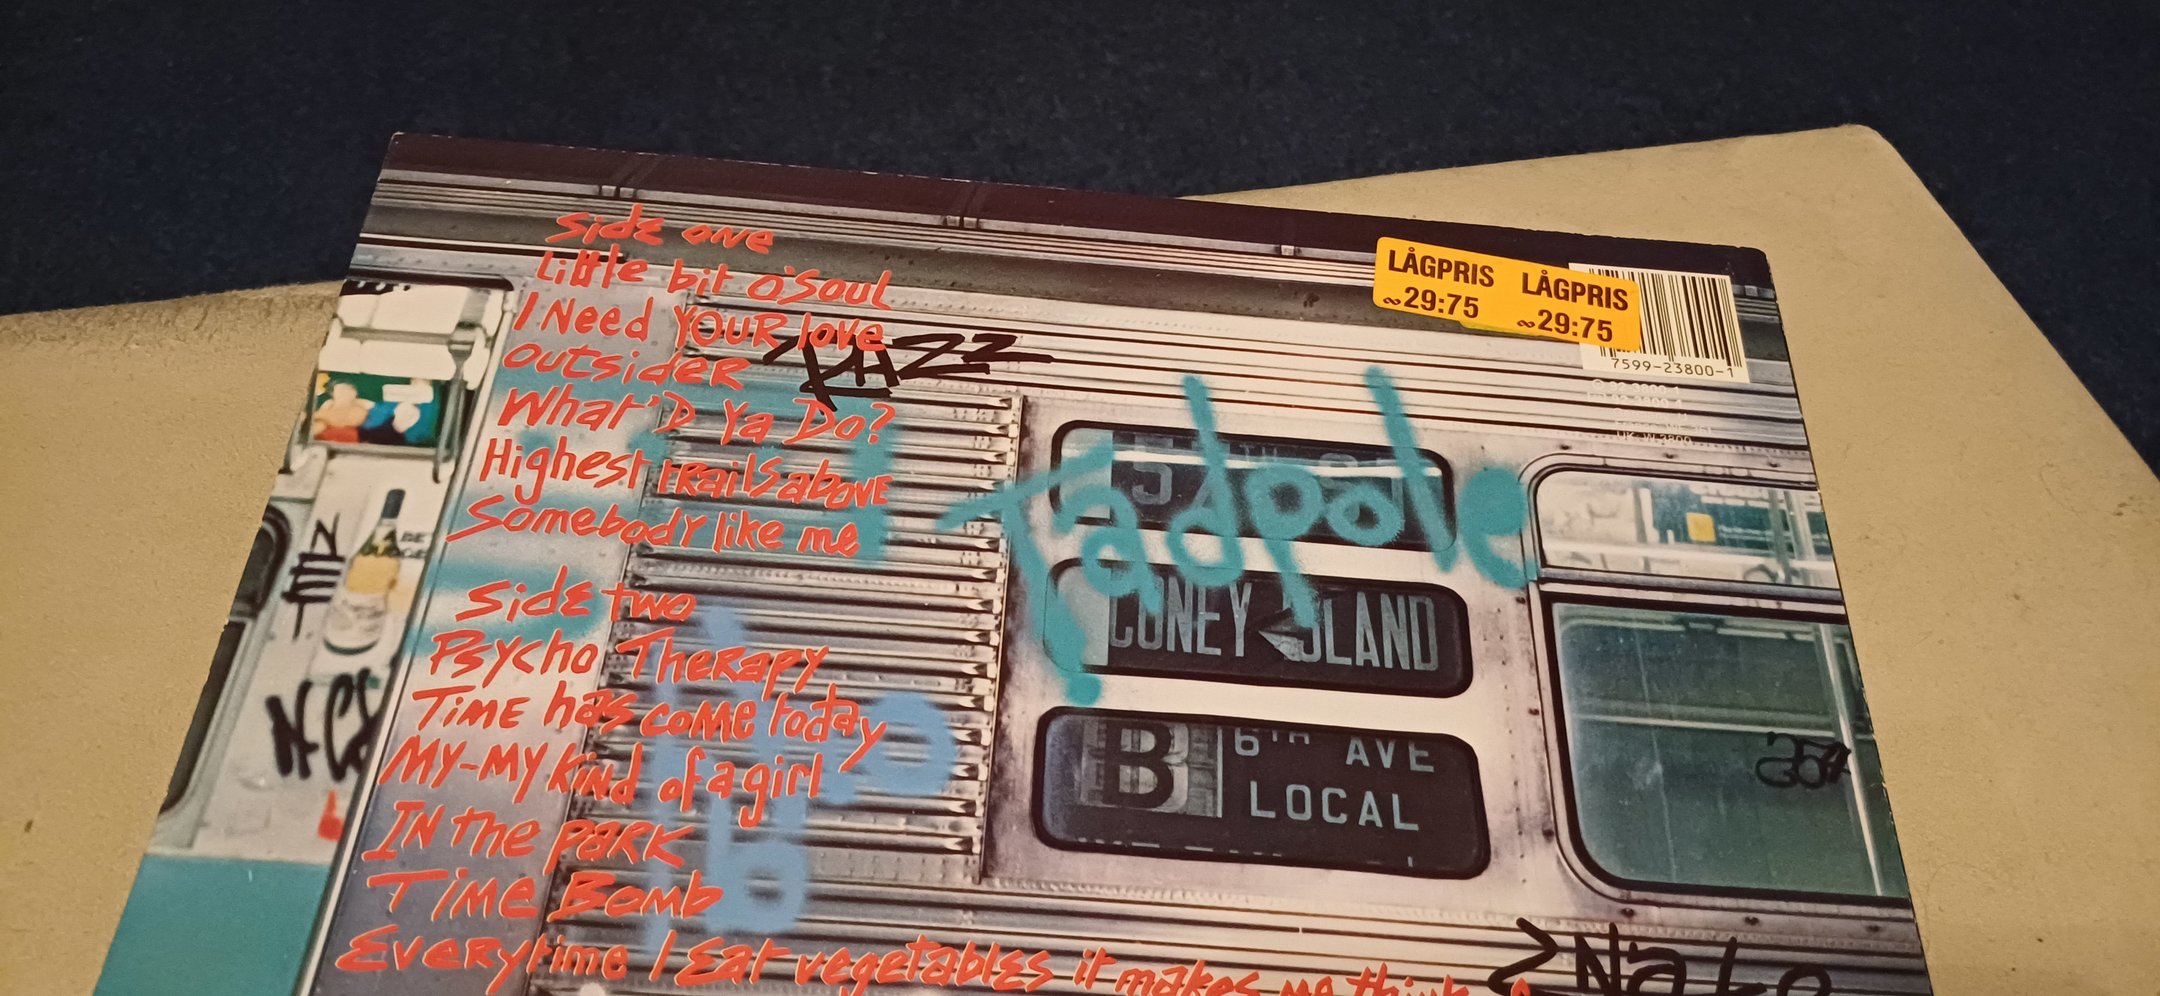 Side one
Little bit o'Soul
I Need YOUR love
Outsider
What'D Ya Do?
Highest trails above
Somebody like me
Side two
Psycho Therapy
Time has come today
My-My kind of a girl
IN the park
Time Bomb
Everytime I Eat vegetables it makes me think
LÅGPRIS LÅGPRIS
29:75 29:75
7599-23800-1
Tadpole
CONEY ISLAND
B 6TH AVE
LOCAL